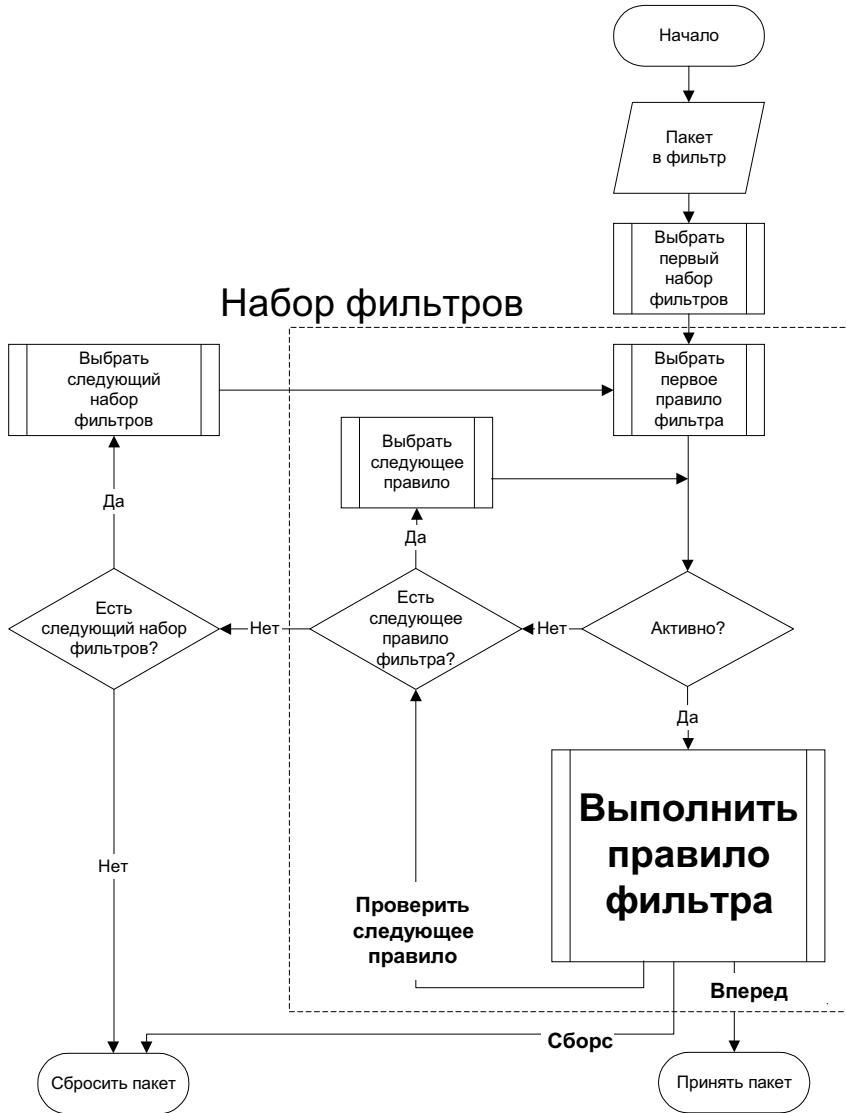 Начало
Пакет
в фильтр
Выбрать
первый
набор
фильтров
Набор фильтров
Выбрать
следующий
набор
фильтров
Выбрать
первое
правило
фильтра
Выбрать
следующее
правило
Да
Да
Есть
следующий набор
фильтров?
Нет
Есть
следующее
правило
фильтра?
Нет
Активно?
Да
Выполнить
правило
фильтра
Нет
Проверить
следующее
правило
Вперед
Сборс
Сбросить пакет
Принять пакет